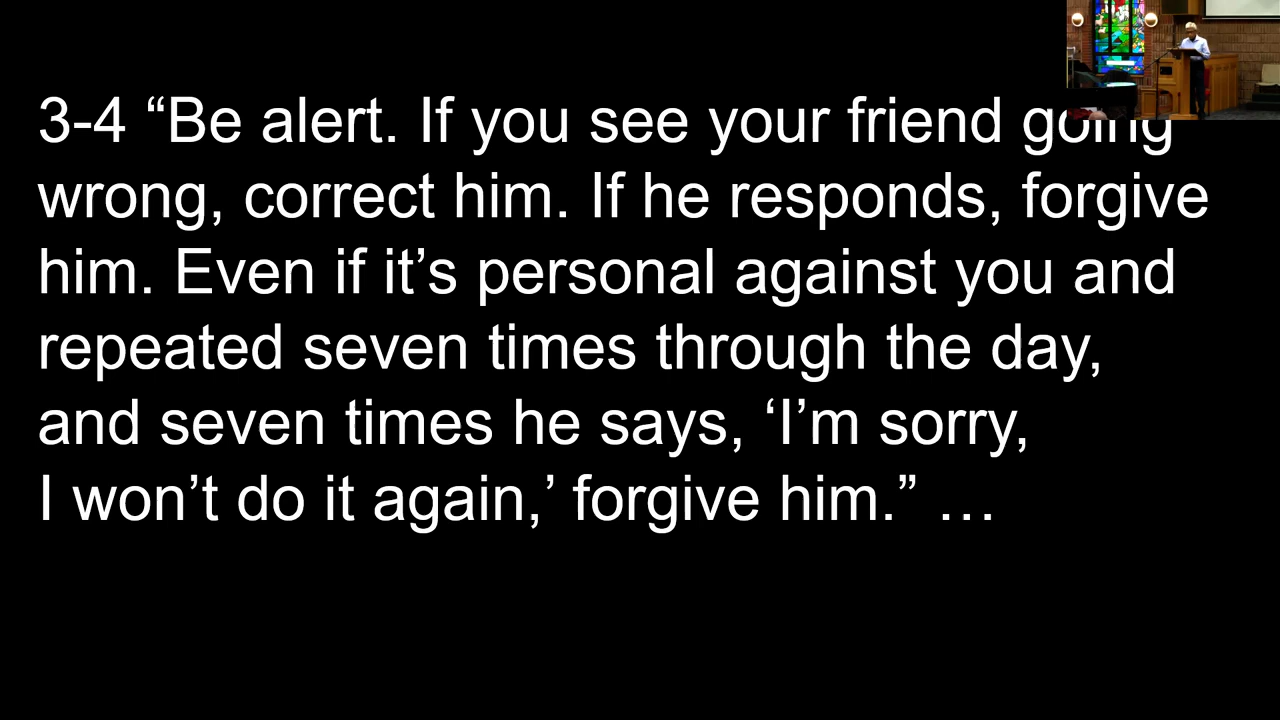 3-4 “Be alert. If you see your friend going
wrong, correct him. If he responds, forgive
him. Even if it’s personal against you and
repeated seven times through the day,
and seven times he says, ‘I’m sorry,
I won’t do it again,’ forgive him.” …